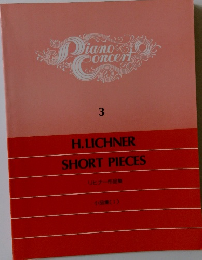 Piano
Concert
3
H.LICHNER
SHORT PIECES